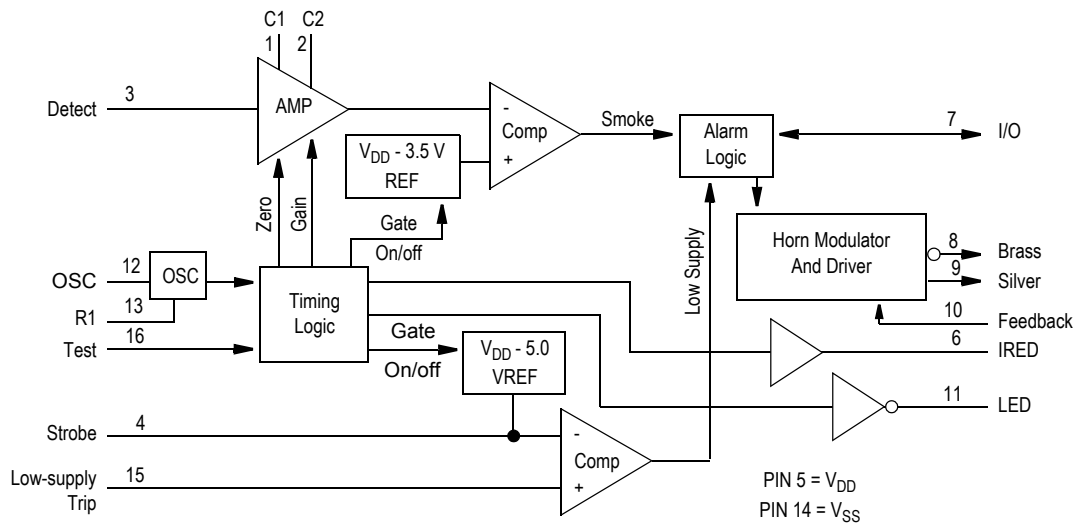 C1 C2
1 2
Detect 3
AMP
-
Comp
+
Smoke
Alarm
Logic
7 I/O
V_DD - 3.5 V
REF
Zero
Gain
Gate
On/off
Low Supply
Horn Modulator
And Driver
8 Brass
9 Silver
10 Feedback
6 IRED
OSC 12
OSC
R1 13
Test 16
Timing
Logic
Gate
On/off
V_DD - 5.0
VREF
11 LED
Strobe 4
-
Comp
+
Low-supply 15
Trip
PIN 5 = V_DD
PIN 14 = V_SS